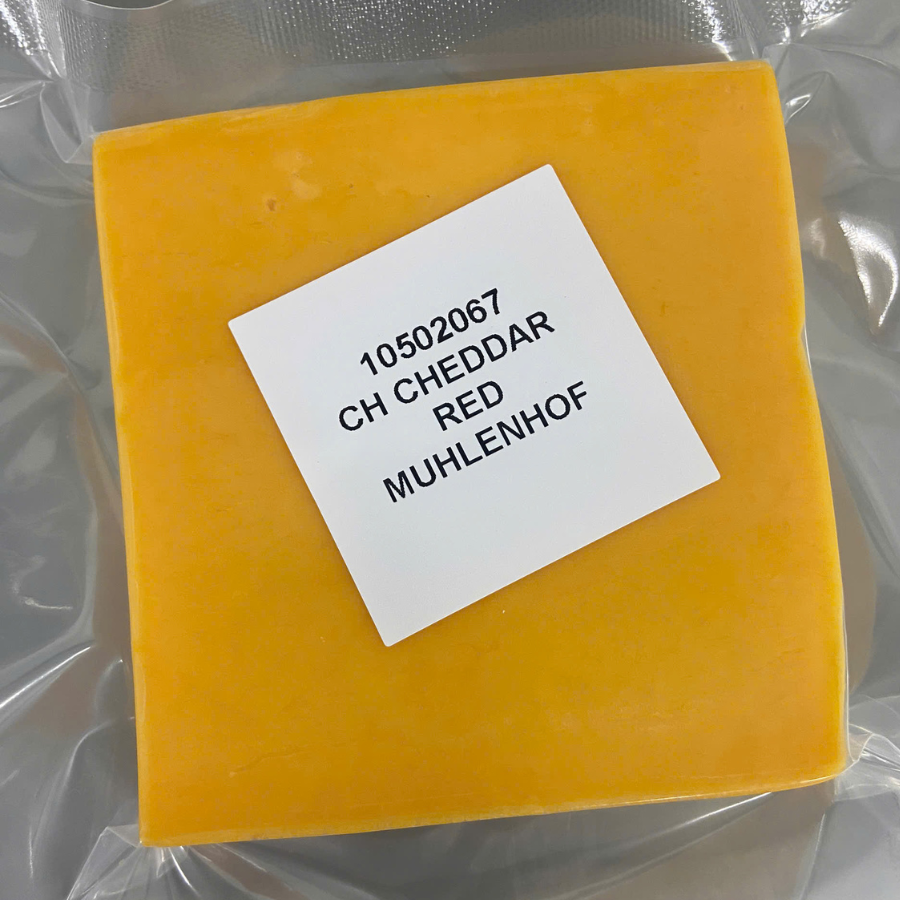 10502067
CH CHEDDAR
RED
MUHLENHOF